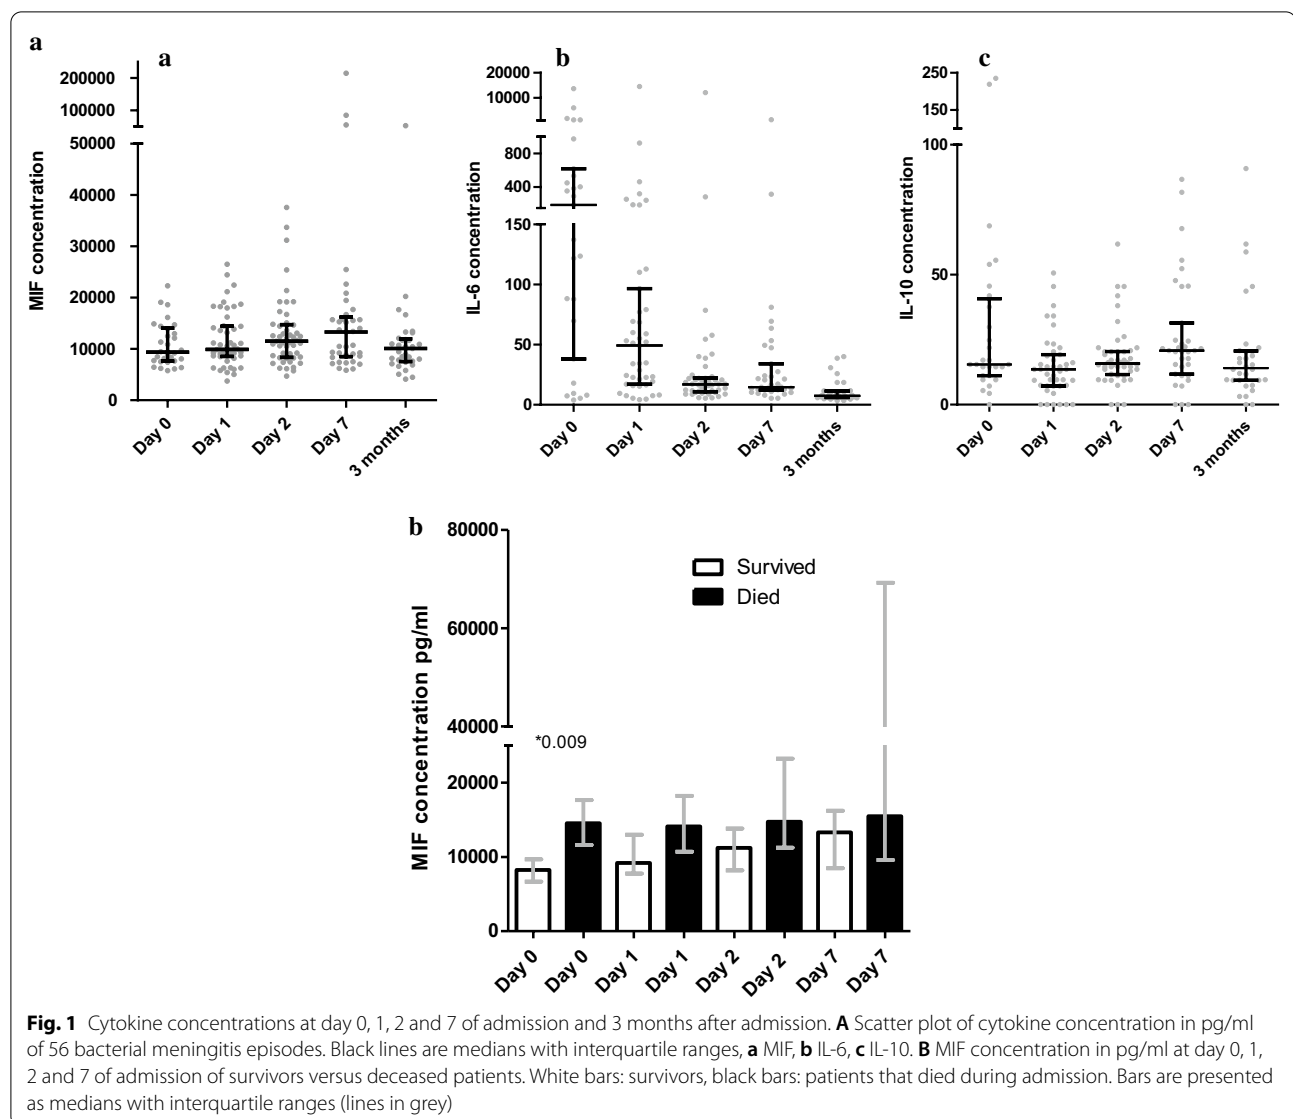 a
a
MIF concentration
200000
100000
50000
40000
30000
20000
10000
0
Day 0
Day 1
Day 2
Day 7
3 months
b
IL-6 concentration
20000
10000
800
400
150
100
50
0
Day 0
Day 1
Day 2
Day 7
3 months
c
IL-10 concentration
250
150
100
50
0
Day 0
Day 1
Day 2
Day 7
3 months
b
MIF concentration pg/ml
80000
60000
40000
20000
10000
0
Survived
Died
*0.009
Day 0
Day 0
Day 1
Day 1
Day 2
Day 2
Day 7
Day 7
Fig. 1 Cytokine concentrations at day 0, 1, 2 and 7 of admission and 3 months after admission. A Scatter plot of cytokine concentration in pg/ml
of 56 bacterial meningitis episodes. Black lines are medians with interquartile ranges, a MIF, b IL-6, c IL-10. B MIF concentration in pg/ml at day 0, 1,
2 and 7 of admission of survivors versus deceased patients. White bars: survivors, black bars: patients that died during admission. Bars are presented
as medians with interquartile ranges (lines in grey)